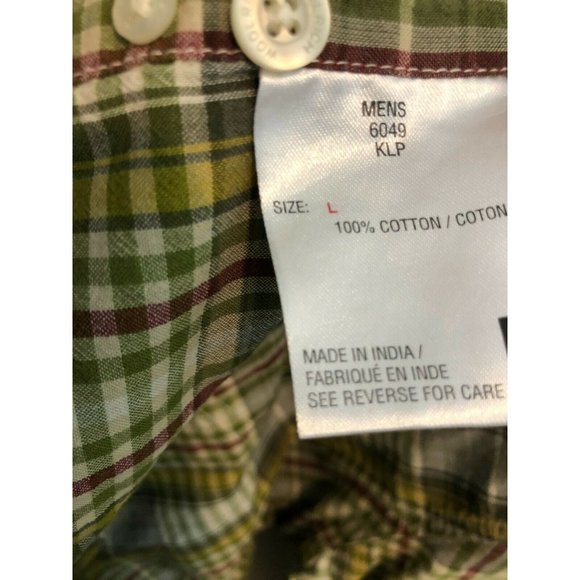 MENS
6049
KLP
SIZE: L
100% COTTON / COTON
MADE IN INDIA /
FABRIQUÉ EN INDE
SEE REVERSE FOR CARE